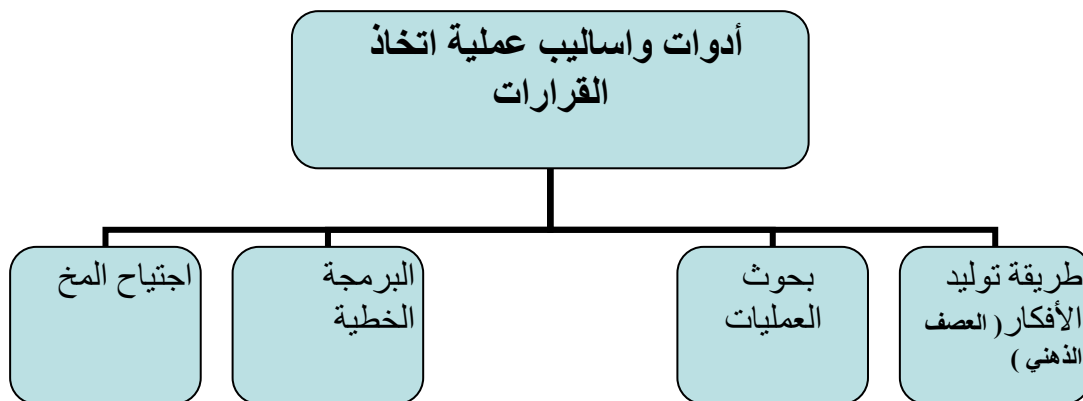 أدوات واساليب عملية اتخاذ
القرارات
طريقة توليد
الأفكار( العصف
الذهني )
بحوث
العمليات
البرمجة
الخطية
اجتياح المخ